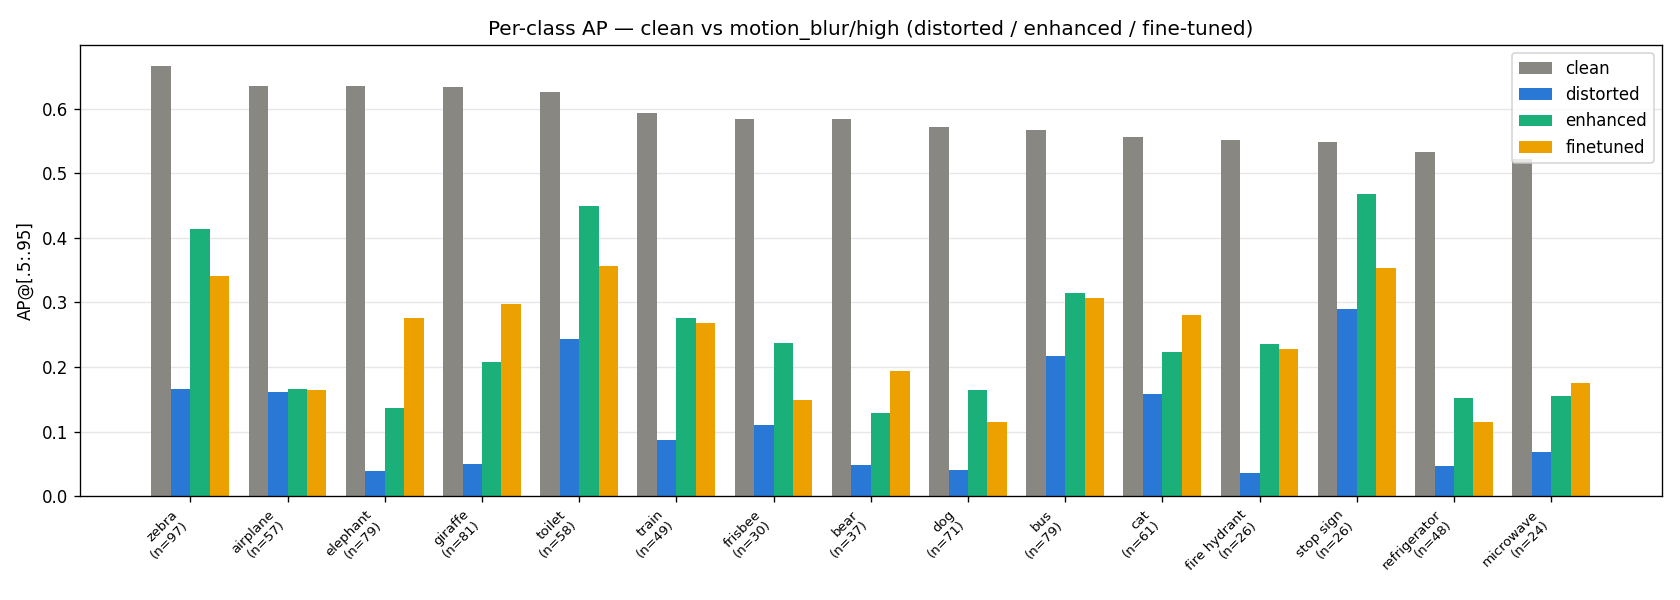 Per-class AP — clean vs motion_blur/high (distorted / enhanced / fine-tuned)
clean
distorted
enhanced
finetuned
AP@[.5:.95]
0.6
0.5
0.4
0.3
0.2
0.1
0.0
zebra
(n=97)
airplane
(n=57)
elephant
(n=79)
giraffe
(n=81)
toilet
(n=58)
train
(n=49)
frisbee
(n=30)
bear
(n=37)
dog
(n=71)
bus
(n=79)
cat
(n=61)
fire hydrant
(n=26)
stop sign
(n=26)
refrigerator
(n=48)
microwave
(n=24)